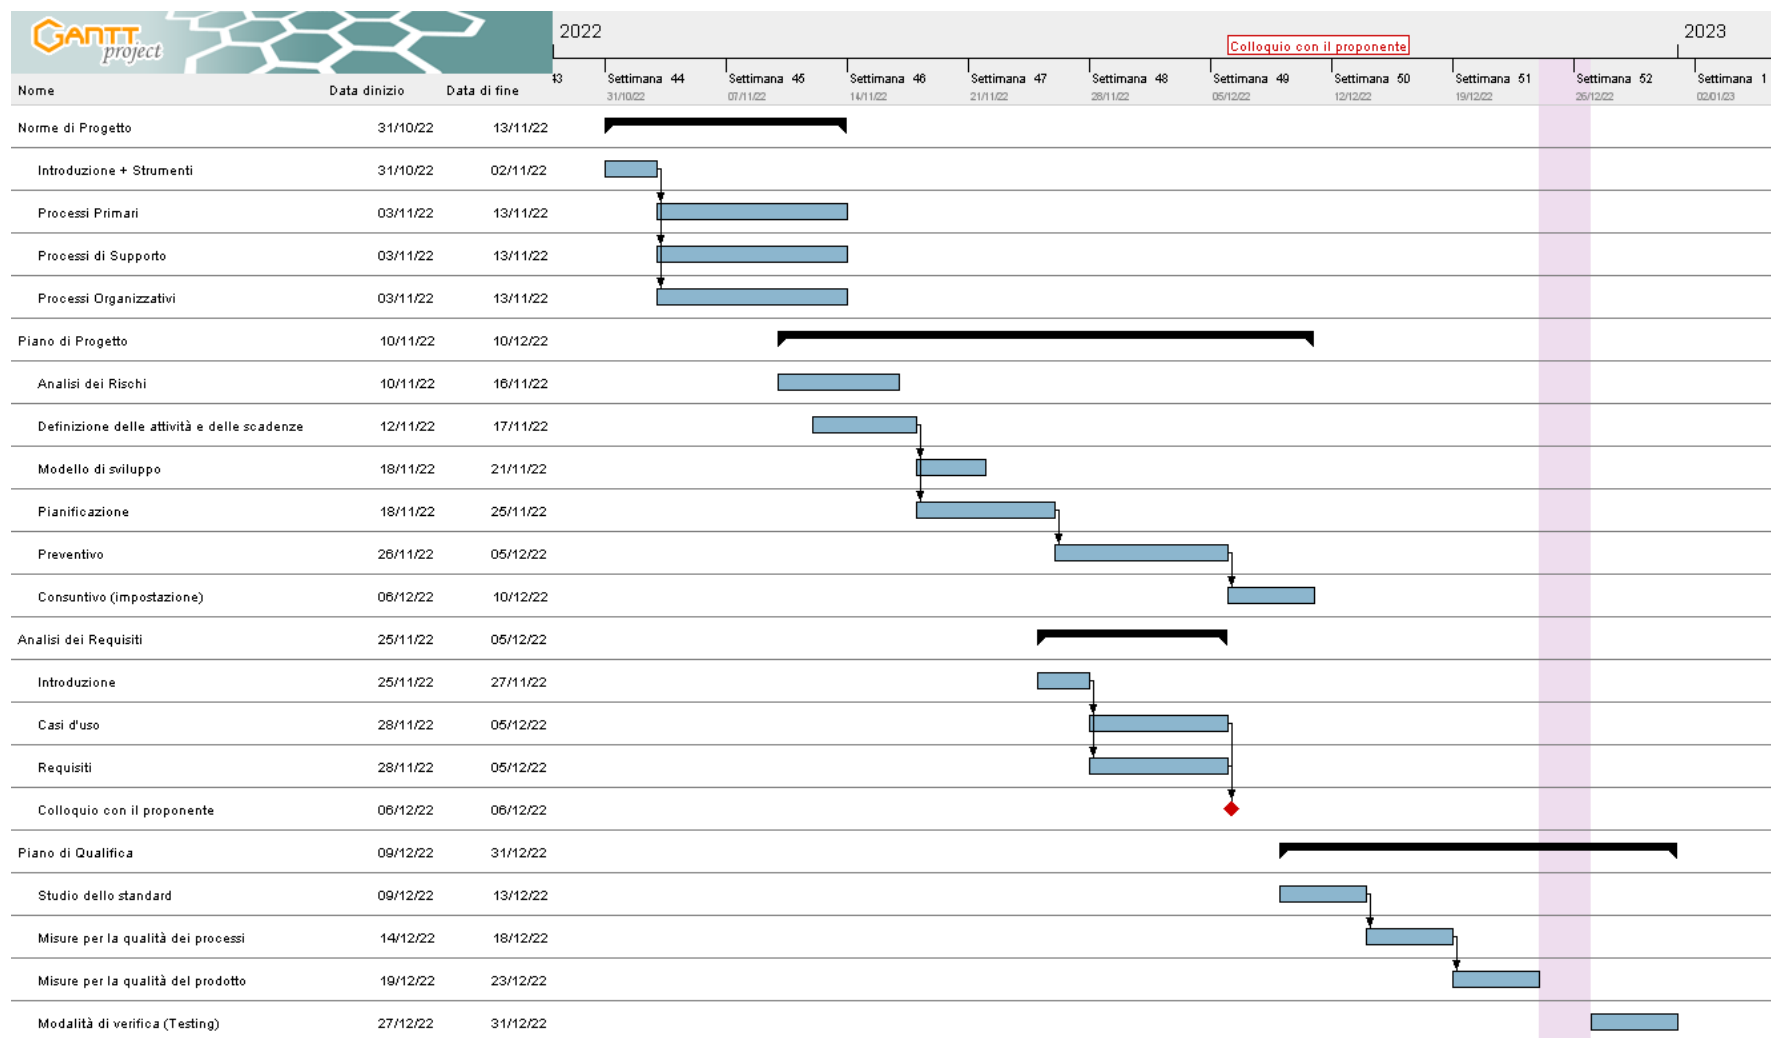 GANTT
project
2022
2023
Colloquio con il proponente
43 Settimana 44 Settimana 45 Settimana 46 Settimana 47 Settimana 48 Settimana 49 Settimana 50 Settimana 51 Settimana 52 Settimana 1
31/10/22 07/11/22 14/11/22 21/11/22 28/11/22 05/12/22 12/12/22 19/12/22 26/12/22 02/01/23
Nome Data dinizio Data di fine
Norme di Progetto 31/10/22 13/11/22
Introduzione + Strumenti 31/10/22 02/11/22
Processi Primari 03/11/22 13/11/22
Processi di Supporto 03/11/22 13/11/22
Processi Organizzativi 03/11/22 13/11/22
Piano di Progetto 10/11/22 10/12/22
Analisi dei Rischi 10/11/22 16/11/22
Definizione delle attività e delle scadenze 12/11/22 17/11/22
Modello di sviluppo 18/11/22 21/11/22
Pianificazione 18/11/22 25/11/22
Preventivo 26/11/22 05/12/22
Consuntivo (impostazione) 06/12/22 10/12/22
Analisi dei Requisiti 25/11/22 05/12/22
Introduzione 25/11/22 27/11/22
Casi d'uso 28/11/22 05/12/22
Requisiti 28/11/22 05/12/22
Colloquio con il proponente 06/12/22 06/12/22
Piano di Qualifica 09/12/22 31/12/22
Studio dello standard 09/12/22 13/12/22
Misure per la qualità dei processi 14/12/22 18/12/22
Misure per la qualità del prodotto 19/12/22 23/12/22
Modalità di verifica (Testing) 27/12/22 31/12/22